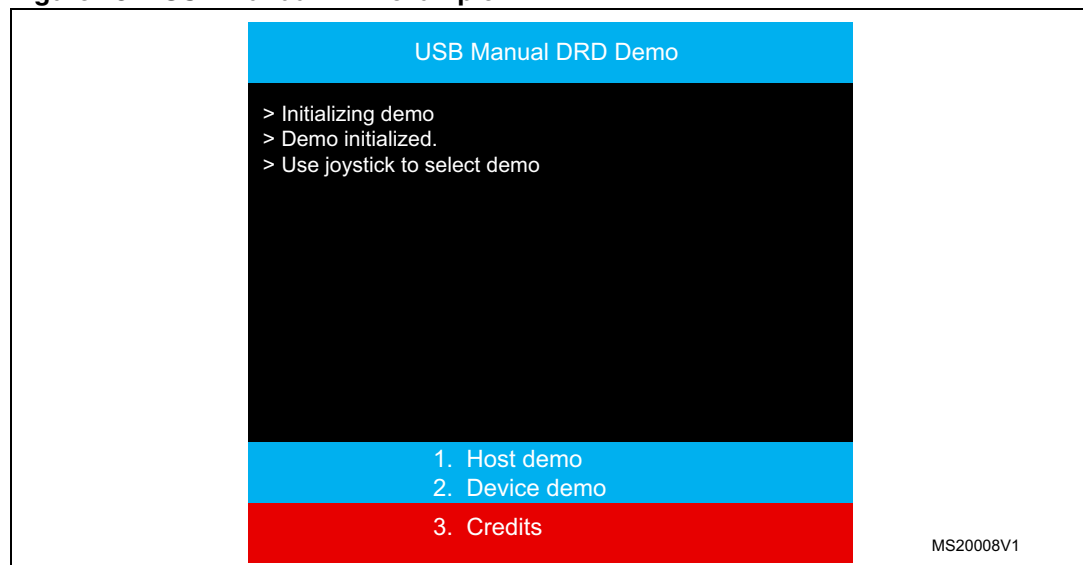 USB Manual DRD Demo
> Initializing demo
> Demo initialized.
> Use joystick to select demo
1. Host demo
2. Device demo
3. Credits
MS20008V1